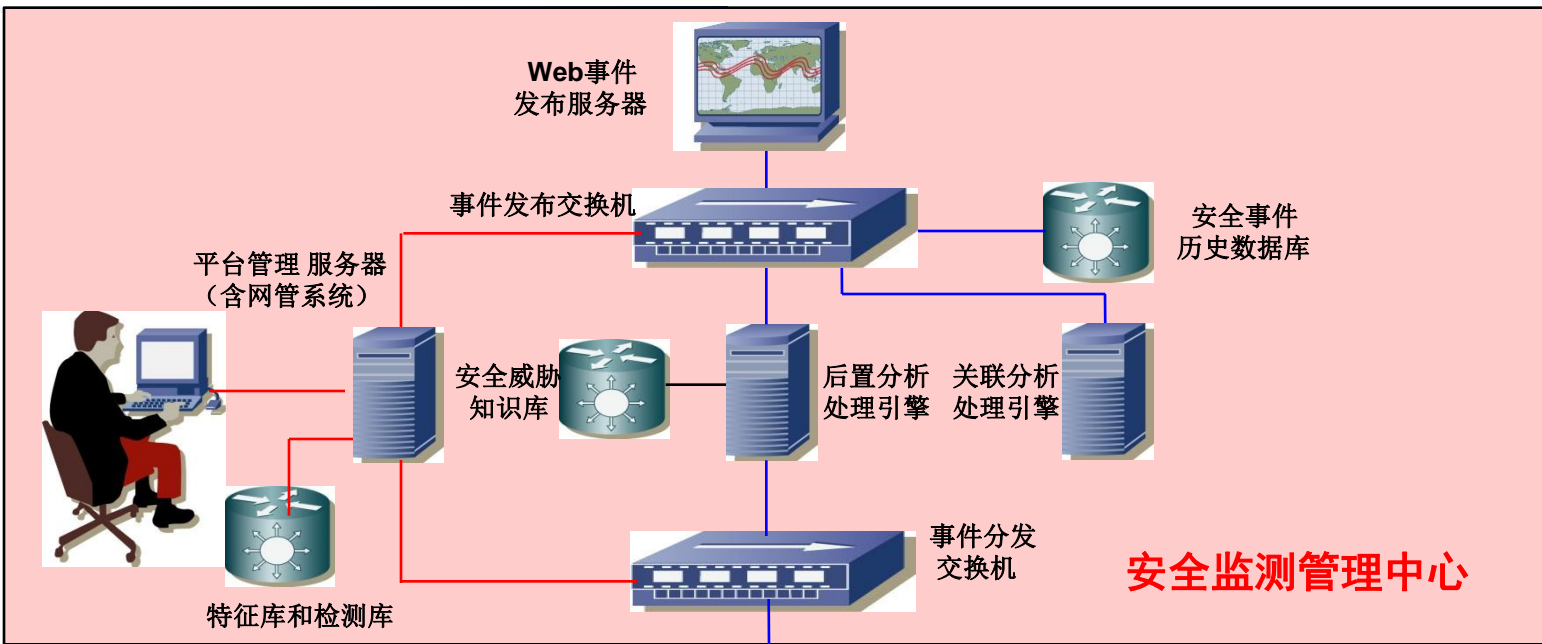 Web事件
发布服务器
事件发布交换机
安全事件
历史数据库
平台管理 服务器
（含网管系统）
安全威胁
知识库
后置分析
处理引擎
关联分析
处理引擎
事件分发
交换机
安全监测管理中心
特征库和检测库